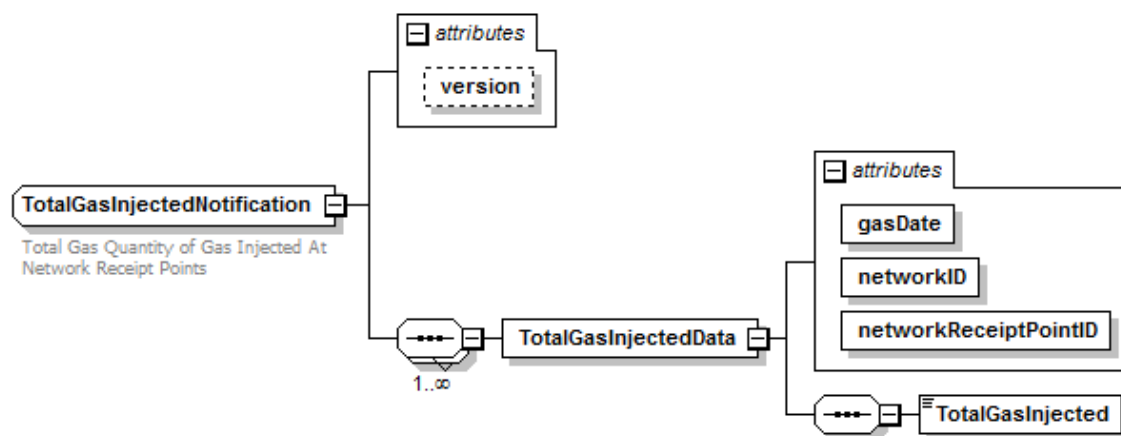 attributes
version
TotalGasInjectedNotification
Total Gas Quantity of Gas Injected At
Network Receipt Points
attributes
gasDate
networkID
networkReceiptPointID
TotalGasInjectedData
1..∞
TotalGasInjected